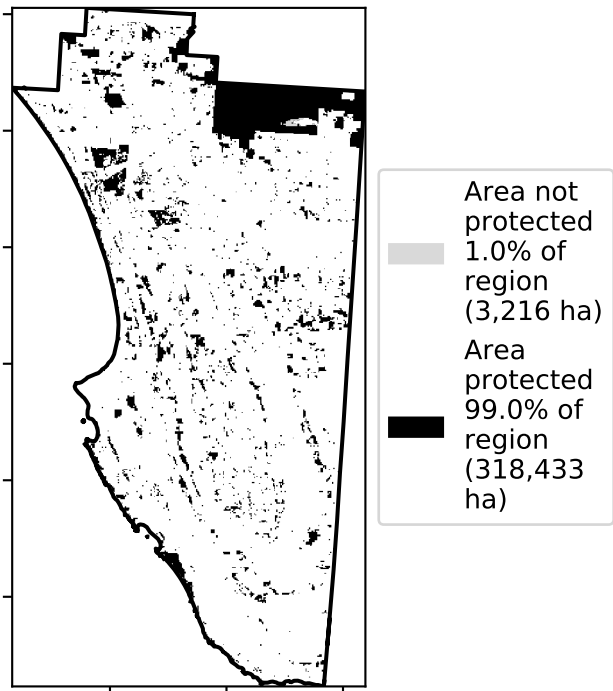 Area not
protected
1.0% of
region
(3,216 ha)
Area
protected
99.0% of
region
(318,433
ha)